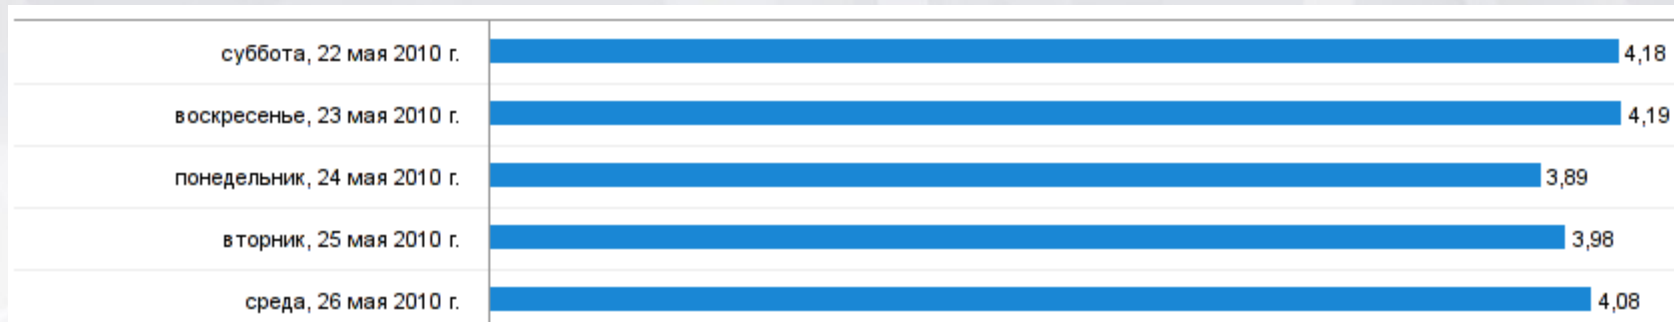 суббота, 22 мая 2010 г. 4,18
воскресенье, 23 мая 2010 г. 4,19
понедельник, 24 мая 2010 г. 3,89
вторник, 25 мая 2010 г. 3,98
среда, 26 мая 2010 г. 4,08